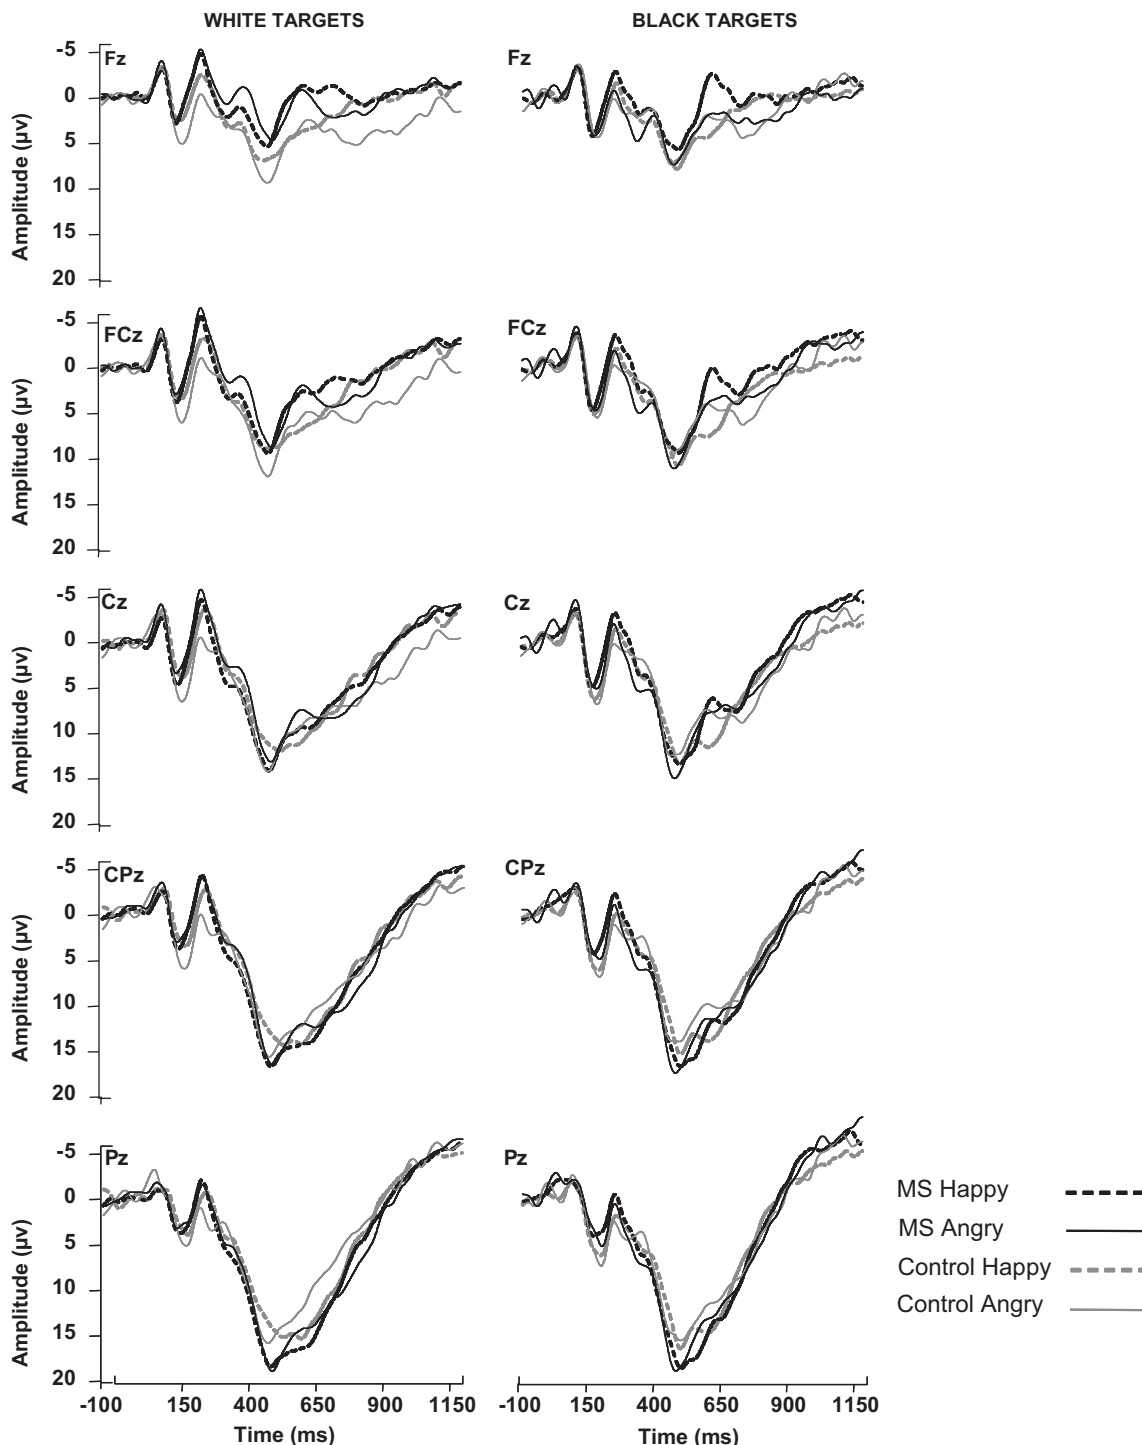 WHITE TARGETS
BLACK TARGETS
Fz
-5
0
5
10
15
20
Amplitude (μv)
Fz
FCz
-5
0
5
10
15
20
Amplitude (μv)
FCz
Cz
-5
0
5
10
15
20
Amplitude (μv)
Cz
CPz
-5
0
5
10
15
20
Amplitude (μv)
CPz
Pz
-5
0
5
10
15
20
Amplitude (μv)
Pz
MS Happy
MS Angry
Control Happy
Control Angry
-100 150 400 650 900 1150
Time (ms)
-100 150 400 650 900 1150
Time (ms)